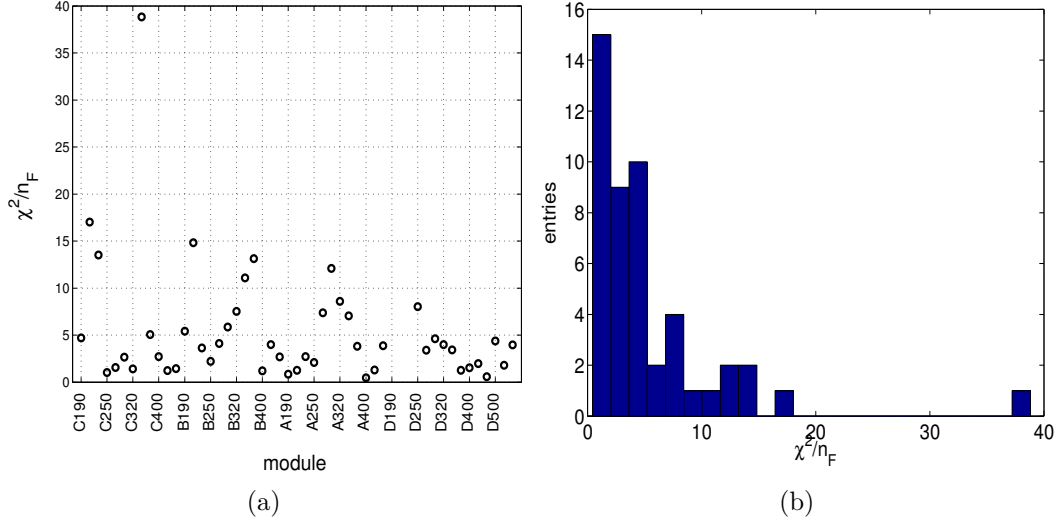 40
35
30
25
20
15
10
5
0
χ²/n_F
C190
C250
C320
C400
B190
B250
B320
B400
A190
A250
A320
A400
D190
D250
D320
D400
D500
module
(a)
16
14
12
10
8
6
4
2
0
entries
0 10 20 30 40
χ²/n_F
(b)